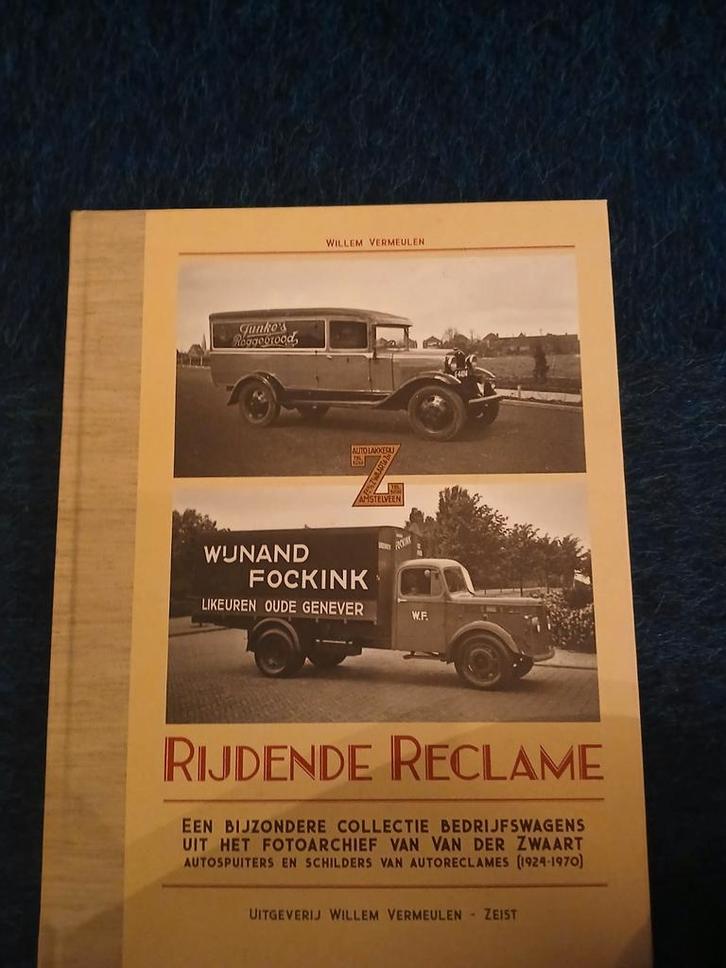 Willem Vermeulen
Junke's
Roggebrood
AUTOLAKKERIJ
AMSTELVEEN
WIJNAND
FOCKINK
LIKEUREN OUDE GENEVER
W.F.
Rijdende Reclame
Een bijzondere collectie bedrijfswagens
uit het fotoarchief van Van der Zwaart
autospuiters en schilders van autoreclames (1924-1970)
Uitgeverij Willem Vermeulen - Zeist